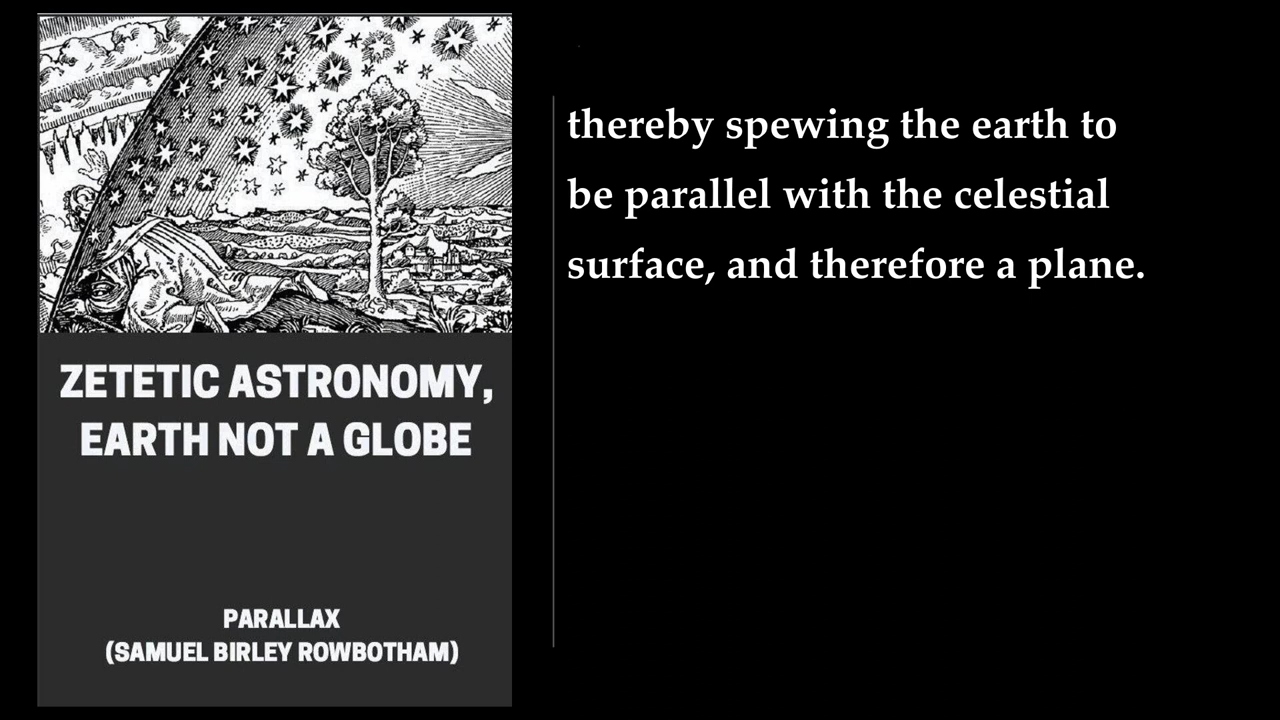 ZETETIC ASTRONOMY,
EARTH NOT A GLOBE
PARALLAX
(SAMUEL BIRLEY ROWBOTHAM)
thereby spewing the earth to
be parallel with the celestial
surface, and therefore a plane.